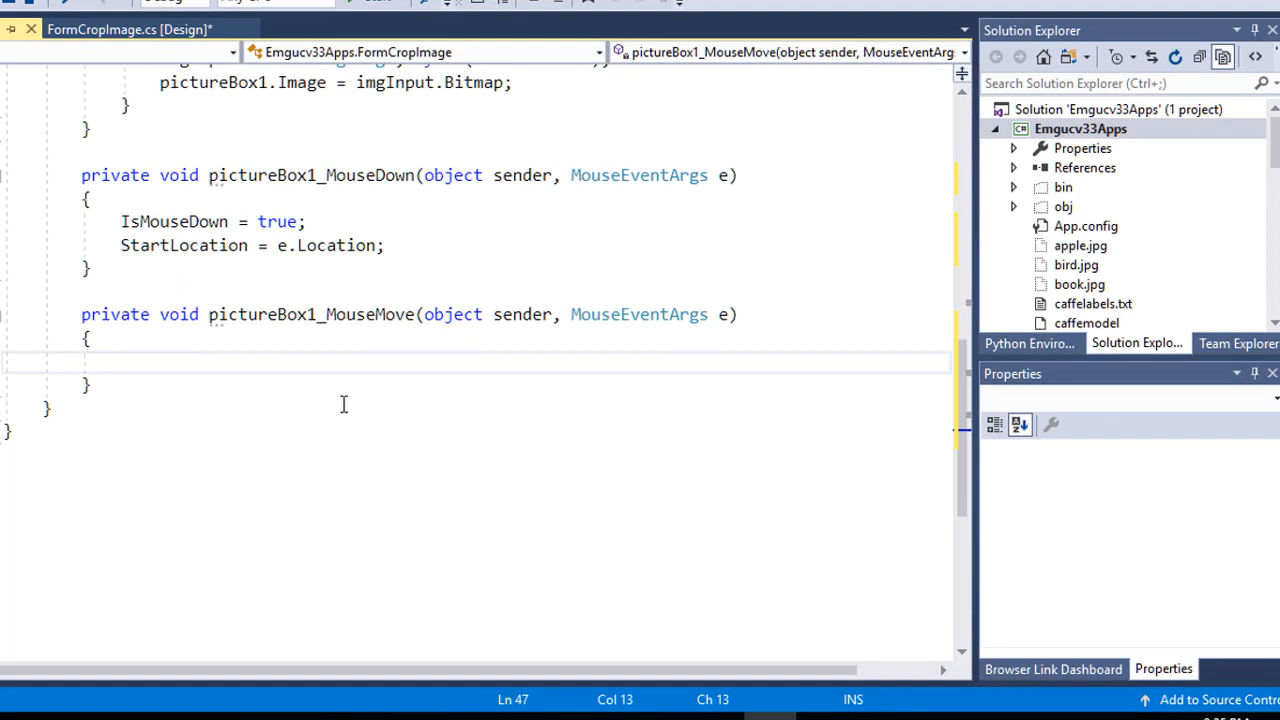 FormCropImage.cs [Design]*
Emgucv33Apps.FormCropImage
pictureBox1_MouseMove(object sender, MouseEventArg
pictureBox1.Image = imgInput.Bitmap;
}
}
private void pictureBox1_MouseDown(object sender, MouseEventArgs e)
{
IsMouseDown = true;
StartLocation = e.Location;
}
private void pictureBox1_MouseMove(object sender, MouseEventArgs e)
{
}
}
}
Solution Explorer
Search Solution Explorer (Ctrl+;)
Solution 'Emgucv33Apps' (1 project)
C# Emgucv33Apps
Properties
References
bin
obj
App.config
apple.jpg
bird.jpg
book.jpg
caffelabels.txt
caffemodel
Python Enviro...
Solution Explo...
Team Explorer
Properties
Browser Link Dashboard
Properties
Ln 47
Col 13
Ch 13
INS
Add to Source Contro